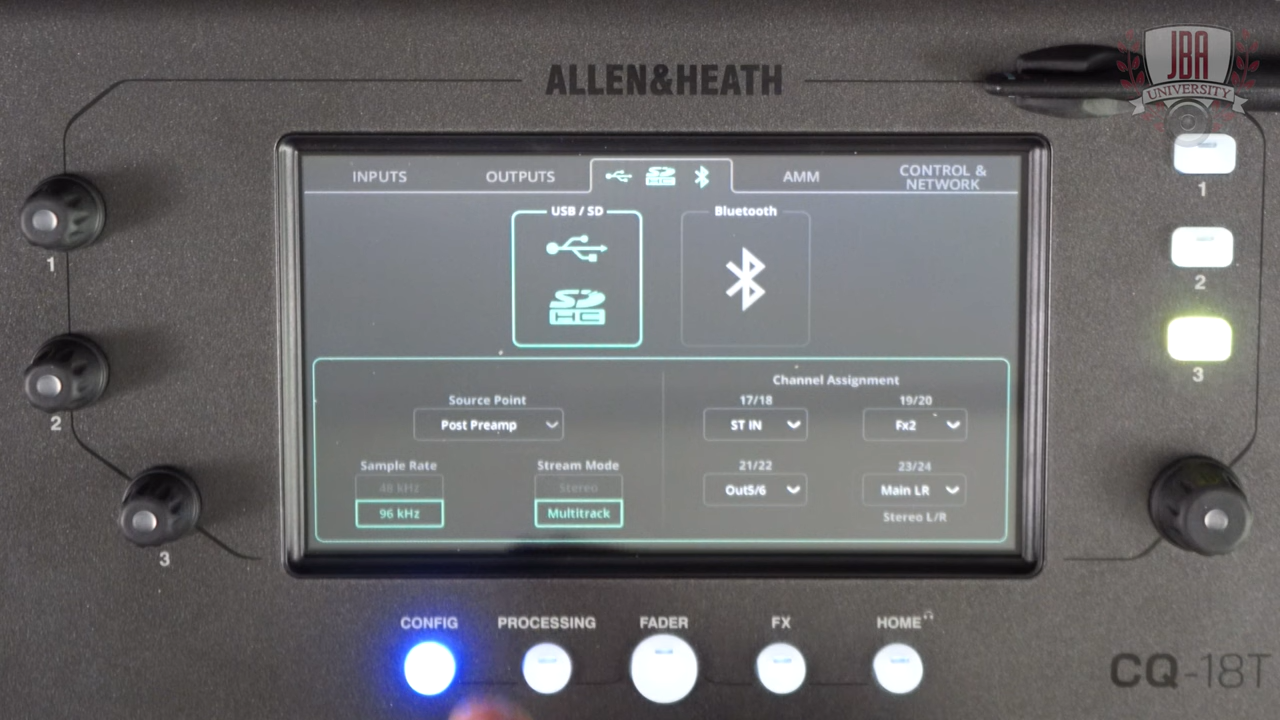 ALLEN&HEATH
JBA
UNIVERSITY
INPUTS
OUTPUTS
AMM
CONTROL &
NETWORK
USB / SD
Bluetooth
SD
HC
Channel Assignment
Source Point
Post Preamp
17/18
ST IN
19/20
Fx2
Sample Rate
48 kHz
96 kHz
Stream Mode
Stereo
Multitrack
21/22
Out5/6
23/24
Main LR
Stereo L/R
1
2
3
1
2
3
CONFIG
PROCESSING
FADER
FX
HOME
CQ-18T